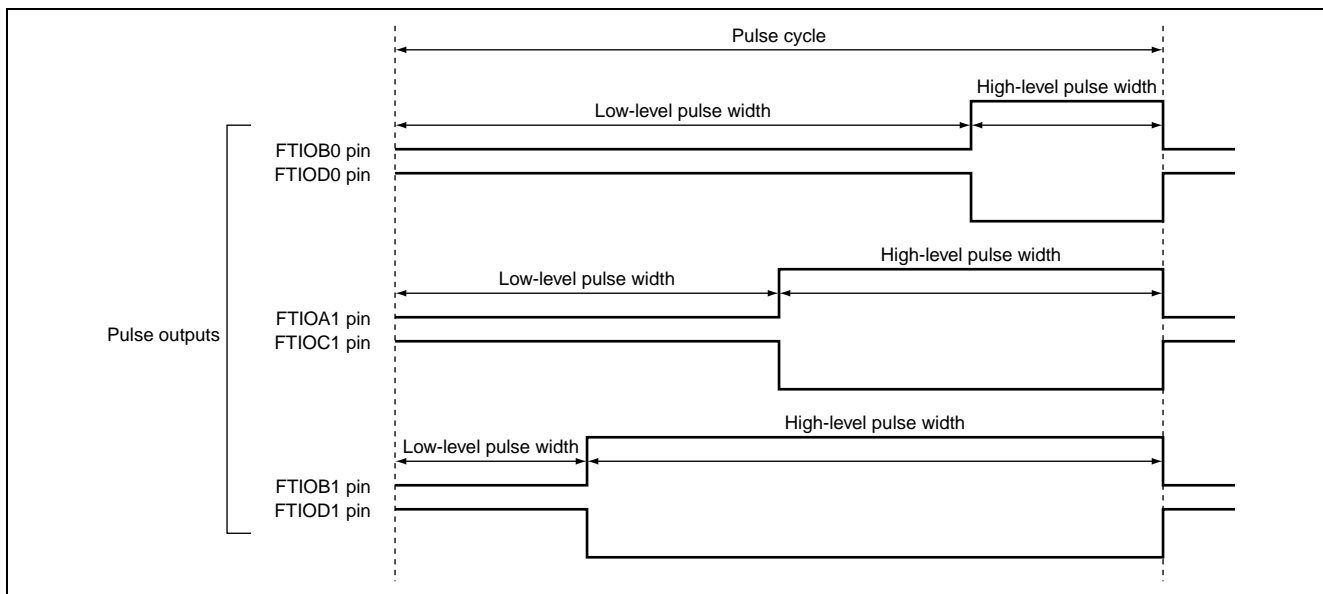 Pulse cycle
High-level pulse width
Low-level pulse width
FTIOB0 pin
FTIOD0 pin
High-level pulse width
Low-level pulse width
FTIOA1 pin
Pulse outputs
FTIOC1 pin
High-level pulse width
Low-level pulse width
FTIOB1 pin
FTIOD1 pin